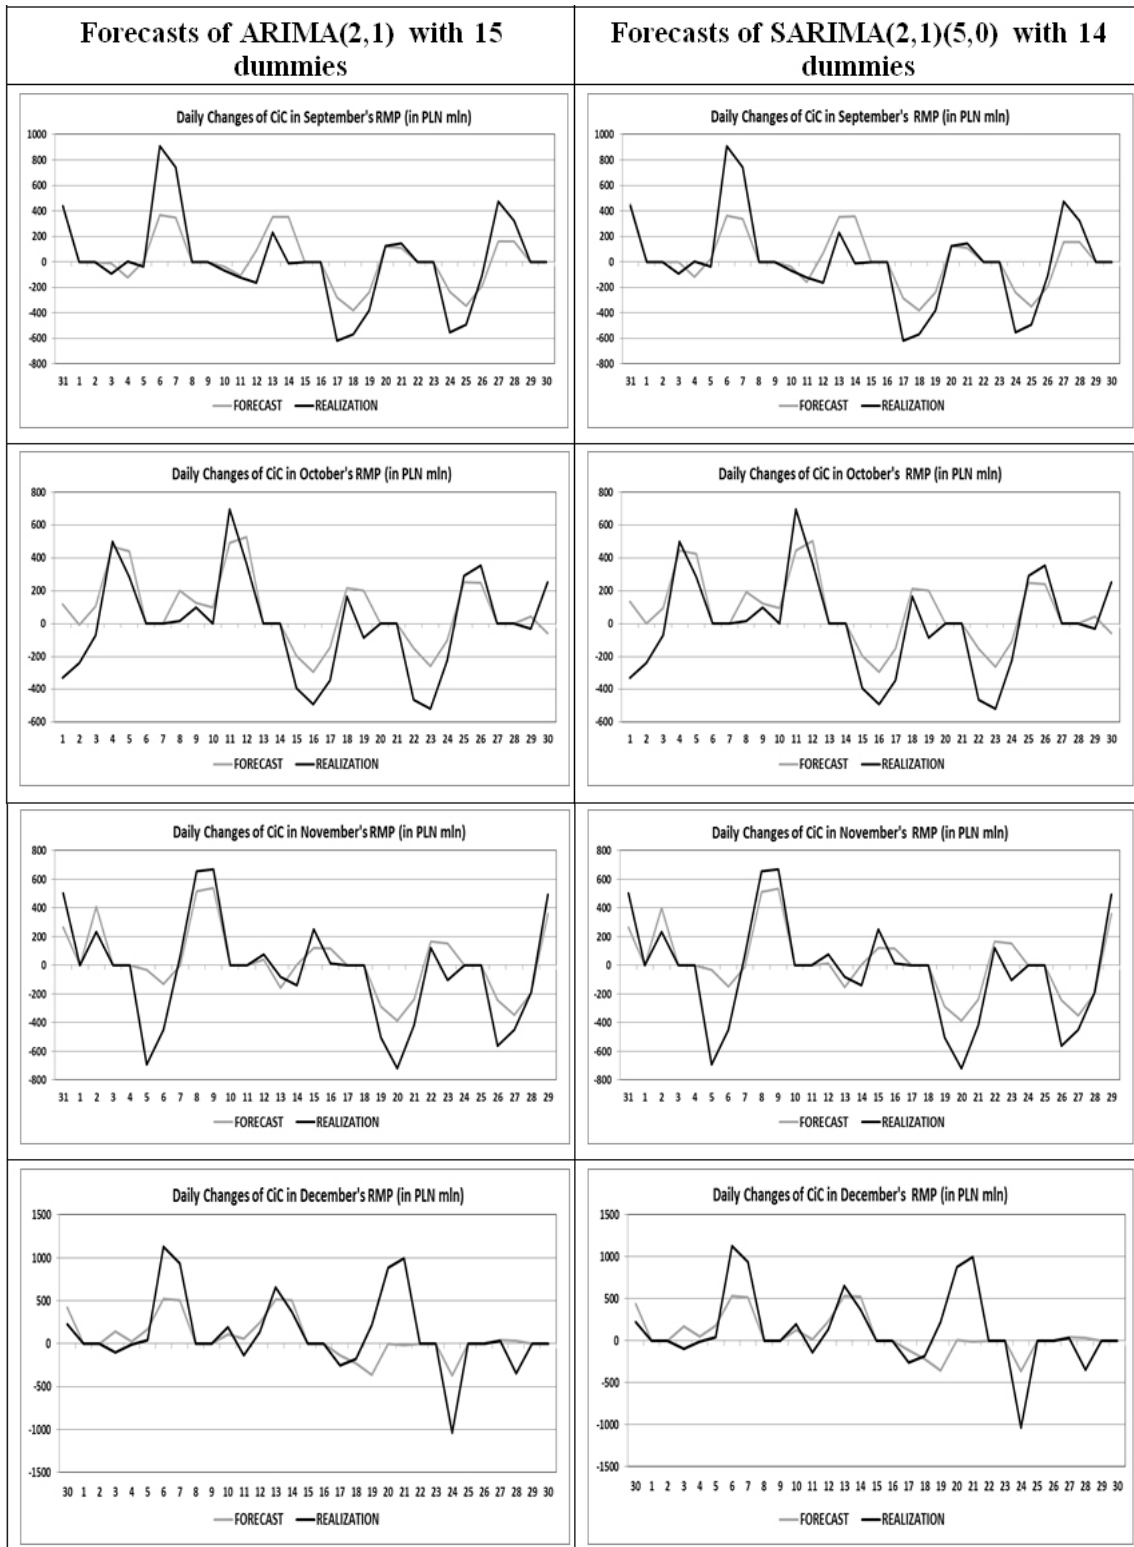 Forecasts of ARIMA(2,1) with 15
dummies
Forecasts of SARIMA(2,1)(5,0) with 14
dummies
Daily Changes of CiC in September's RMP (in PLN mln)
1000
800
600
400
200
0
-200
-400
-600
-800
31 1 2 3 4 5 6 7 8 9 10 11 12 13 14 15 16 17 18 19 20 21 22 23 24 25 26 27 28 29 30
FORECAST REALIZATION
Daily Changes of CiC in September's RMP (in PLN mln)
1000
800
600
400
200
0
-200
-400
-600
-800
31 1 2 3 4 5 6 7 8 9 10 11 12 13 14 15 16 17 18 19 20 21 22 23 24 25 26 27 28 29 30
FORECAST REALIZATION
Daily Changes of CiC in October's RMP (in PLN mln)
800
600
400
200
0
-200
-400
-600
1 2 3 4 5 6 7 8 9 10 11 12 13 14 15 16 17 18 19 20 21 22 23 24 25 26 27 28 29 30
FORECAST REALIZATION
Daily Changes of CiC in October's RMP (in PLN mln)
800
600
400
200
0
-200
-400
-600
1 2 3 4 5 6 7 8 9 10 11 12 13 14 15 16 17 18 19 20 21 22 23 24 25 26 27 28 29 30
FORECAST REALIZATION
Daily Changes of CiC in November's RMP (in PLN mln)
800
600
400
200
0
-200
-400
-600
-800
31 1 2 3 4 5 6 7 8 9 10 11 12 13 14 15 16 17 18 19 20 21 22 23 24 25 26 27 28 29
FORECAST REALIZATION
Daily Changes of CiC in November's RMP (in PLN mln)
800
600
400
200
0
-200
-400
-600
-800
31 1 2 3 4 5 6 7 8 9 10 11 12 13 14 15 16 17 18 19 20 21 22 23 24 25 26 27 28 29
FORECAST REALIZATION
Daily Changes of CiC in December's RMP (in PLN mln)
1500
1000
500
0
-500
-1000
-1500
30 1 2 3 4 5 6 7 8 9 10 11 12 13 14 15 16 17 18 19 20 21 22 23 24 25 26 27 28 29 30
FORECAST REALIZATION
Daily Changes of CiC in December's RMP (in PLN mln)
1500
1000
500
0
-500
-1000
-1500
30 1 2 3 4 5 6 7 8 9 10 11 12 13 14 15 16 17 18 19 20 21 22 23 24 25 26 27 28 29 30
FORECAST REALIZATION